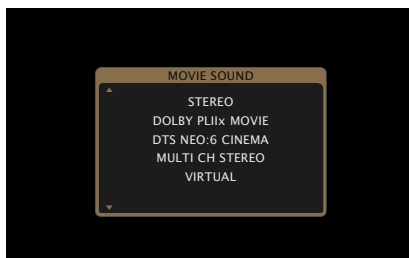 MOVIE SOUND
STEREO
DOLBY PLIIx MOVIE
DTS NEO:6 CINEMA
MULTI CH STEREO
VIRTUAL